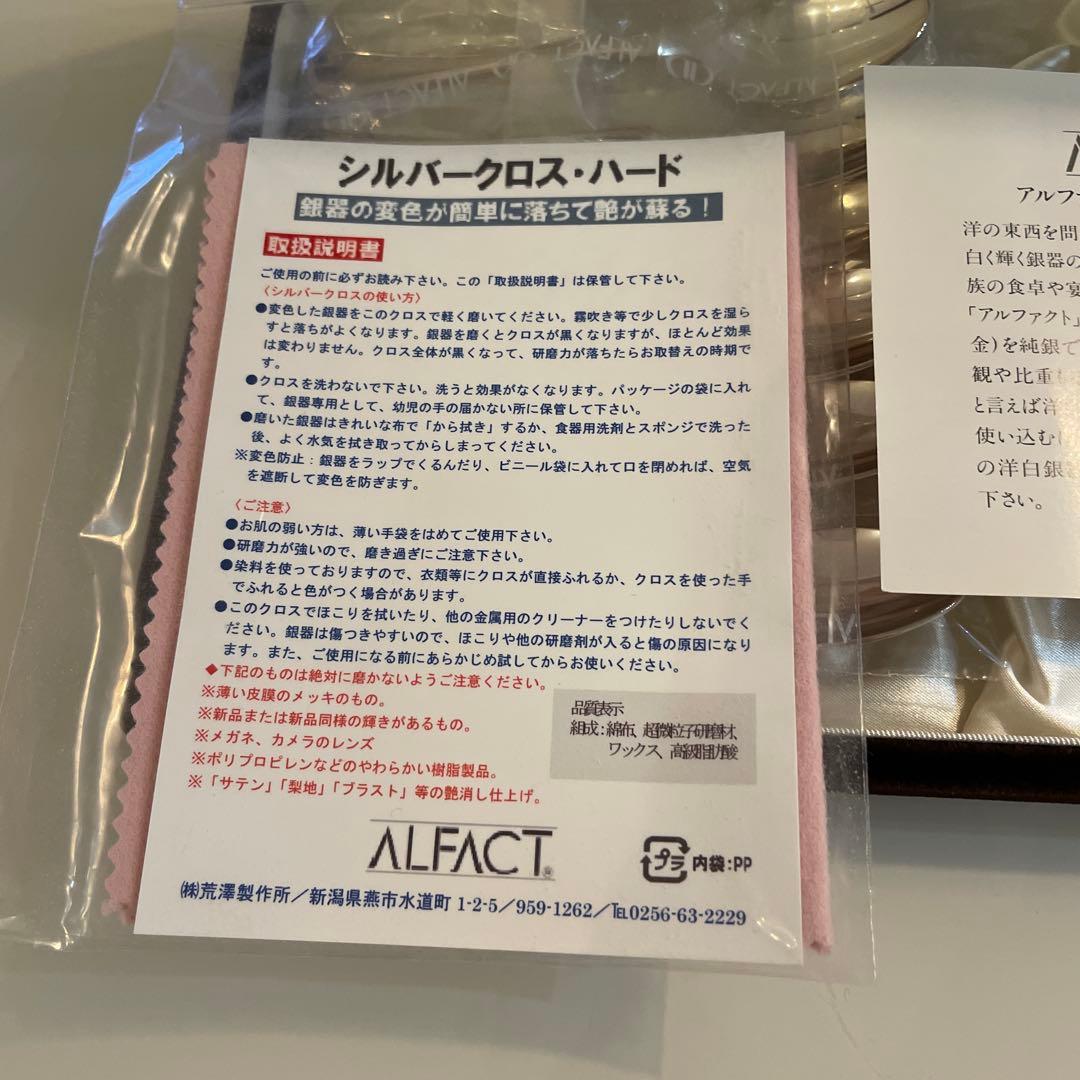 シルバークロス・ハード
銀器の変色が簡単に落ちて艶が蘇る！
取扱説明書
ご使用の前に必ずお読み下さい。この「取扱説明書」は保管して下さい。
〈シルバークロスの使い方〉
●変色した銀器をこのクロスで軽く磨いてください。霧吹き等で少しクロスを湿ら
すと落ちがよくなります。銀器を磨くとクロスが黒くなりますが、ほとんど効果
は変わりません。クロス全体が黒くなって、研磨力が落ちたらお取替えの時期で
す。
●クロスを洗わないで下さい。洗うと効果がなくなります。パッケージの袋に入れ
て、銀器専用として、幼児の手の届かない所に保管して下さい。
●磨いた銀器はきれいな布で「から拭き」するか、食器用洗剤とスポンジで洗った
後、よく水気を拭き取ってからしまってください。
※変色防止：銀器をラップでくるんだり、ビニール袋に入れて口を閉めれば、空気
を遮断して変色を防ぎます。
〈ご注意〉
●お肌の弱い方は、薄い手袋をはめてご使用下さい。
●研磨力が強いので、磨き過ぎにご注意下さい。
●染料を使っておりますので、衣類等にクロスが直接ふれるか、クロスを使った手
でふれると色がつく場合があります。
●このクロスでほこりを拭いたり、他の金属用のクリーナーをつけたりしないでく
ださい。銀器は傷つきやすいので、ほこりや他の研磨剤が入ると傷の原因になり
ます。また、ご使用になる前にあらかじめ試してからお使いください。
◆下記のものは絶対に磨かないようご注意ください。
※薄い皮膜のメッキのもの。
※新品または新品同様の輝きがあるもの。
※メガネ、カメラのレンズ
※ポリプロピレンなどのやわらかい樹脂製品。
※「サテン」「梨地」「ブラスト」等の艶消し仕上げ。
品質表示
組成：綿布、超微粒子研磨材、
ワックス、高級脂肪酸
ALFACT®
プラ 内袋：PP
㈱荒澤製作所／新潟県燕市水道町 1-2-5／959-1262／℡0256-63-2229
ALFACT
ALFACT
アルファ
洋の東西を問
白く輝く銀器の
族の食卓や宴
「アルファクト」
金)を純銀で
観や比重
と言えば洋
使い込む
の洋白銀
下さい。